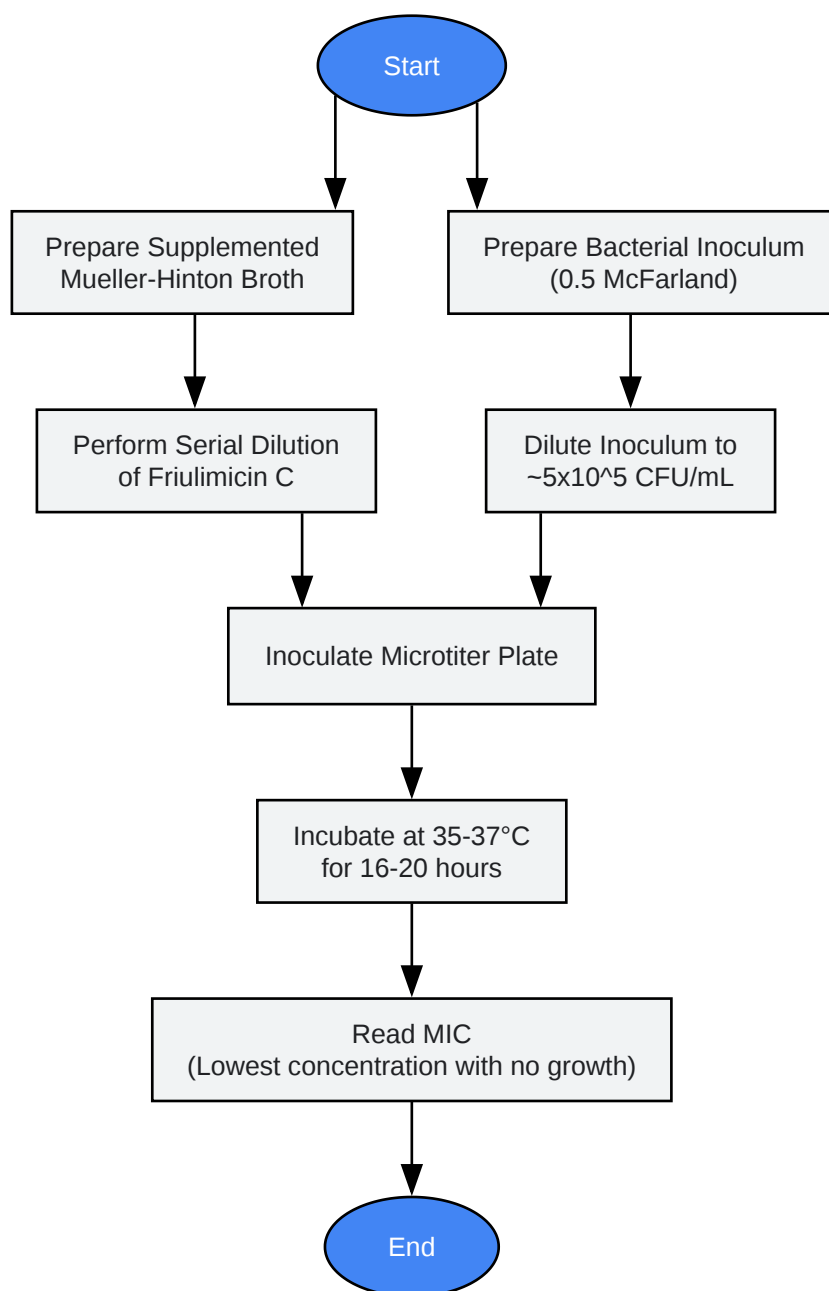 Start
Prepare Supplemented
Mueller-Hinton Broth
Prepare Bacterial Inoculum
(0.5 McFarland)
Perform Serial Dilution
of Friulimicin C
Dilute Inoculum to
~5x10^5 CFU/mL
Inoculate Microtiter Plate
Incubate at 35-37°C
for 16-20 hours
Read MIC
(Lowest concentration with no growth)
End